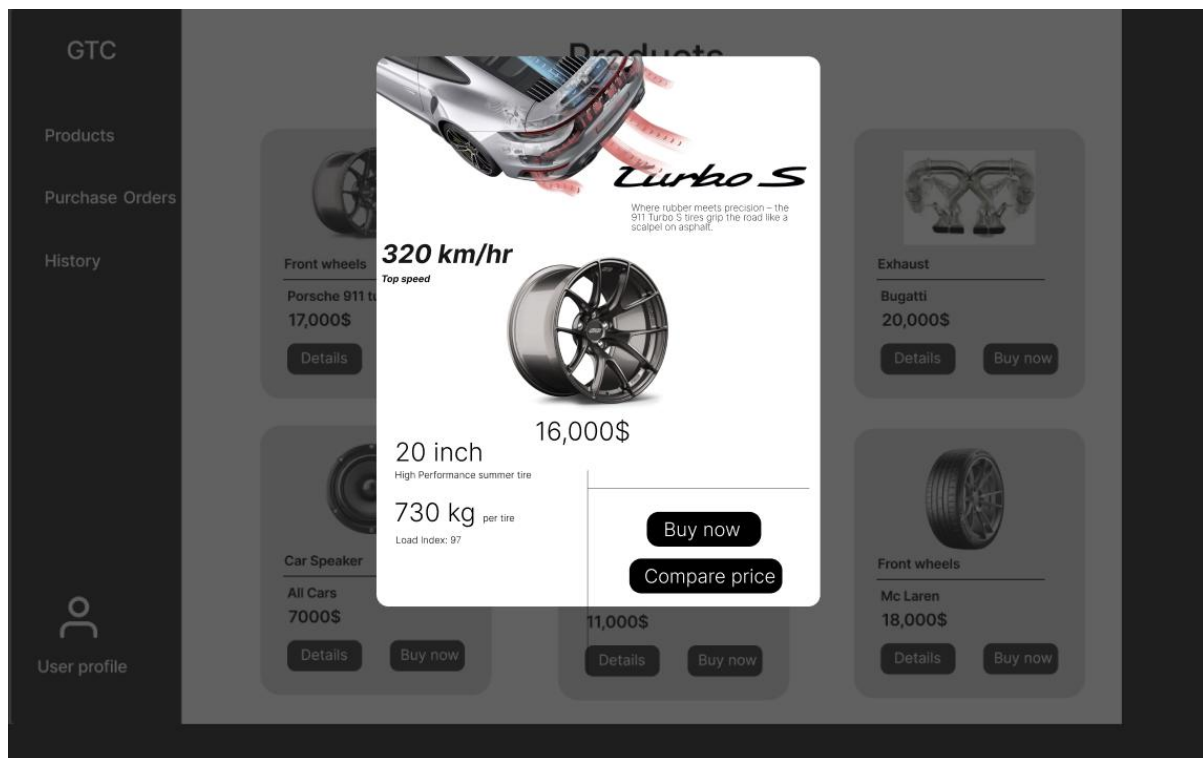 GTC
Products
Purchase Orders
History
User profile
Products
Turbo S
Where rubber meets precision – the
911 Turbo S tires grip the road like a
scalpel on asphalt.
320 km/hr
Top speed
16,000$
20 inch
High Performance summer tire
730 kg per tire
Load Index: 97
Buy now
Compare price
Front wheels
Porsche 911
17,000$
Details
Exhaust
Bugatti
20,000$
Details
Buy now
Car Speaker
All Cars
7000$
Details
Buy now
11,000$
Details
Buy now
Front wheels
Mc Laren
18,000$
Details
Buy now